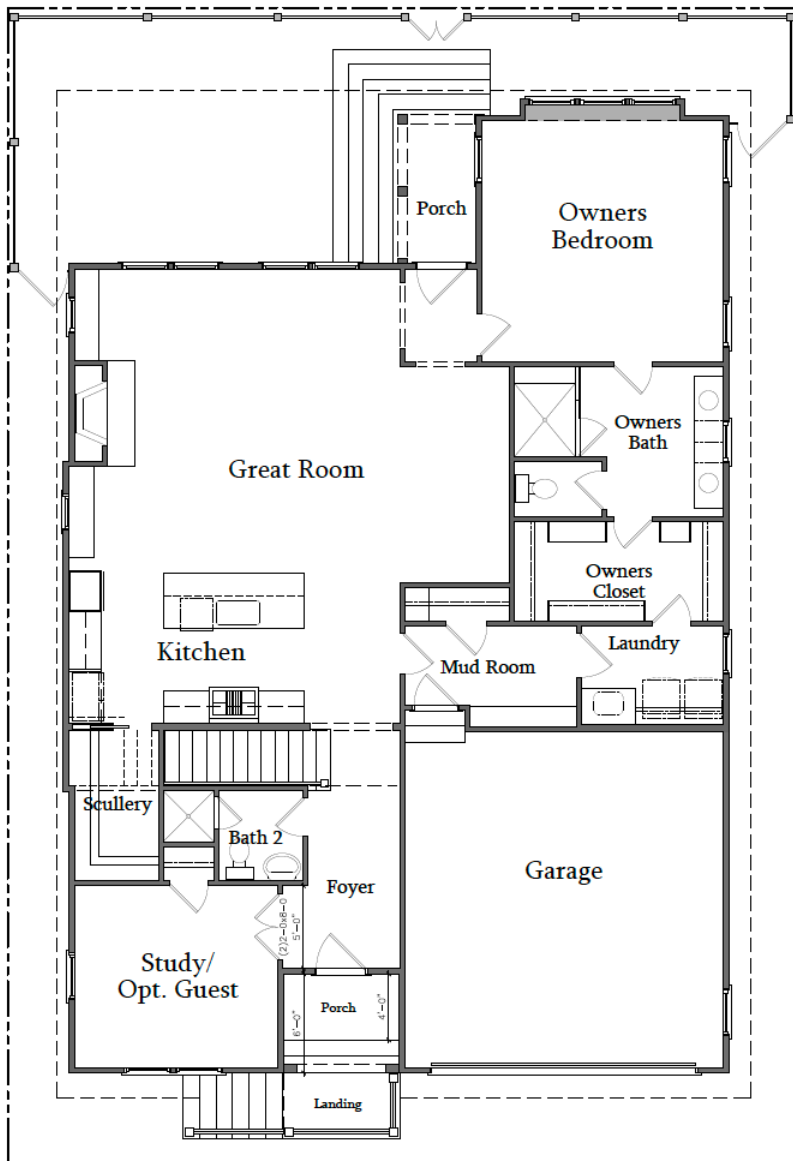 Porch
Owners
Bedroom
Owners
Bath
Great Room
Owners
Closet
Kitchen
Mud Room
Laundry
Scullery
Bath 2
Foyer
Garage
(2)2-0x8-0
5'-0"
Study/
Opt. Guest
6'-0"
Porch
4'-0"
Landing